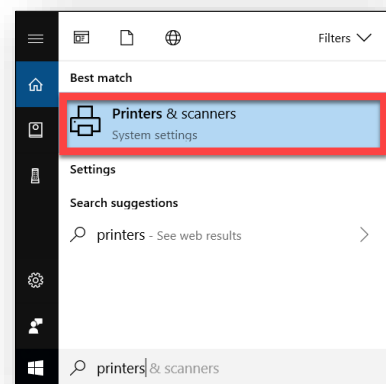 Filters
Best match
Printers & scanners
System settings
Settings
Search suggestions
printers - See web results
printers & scanners